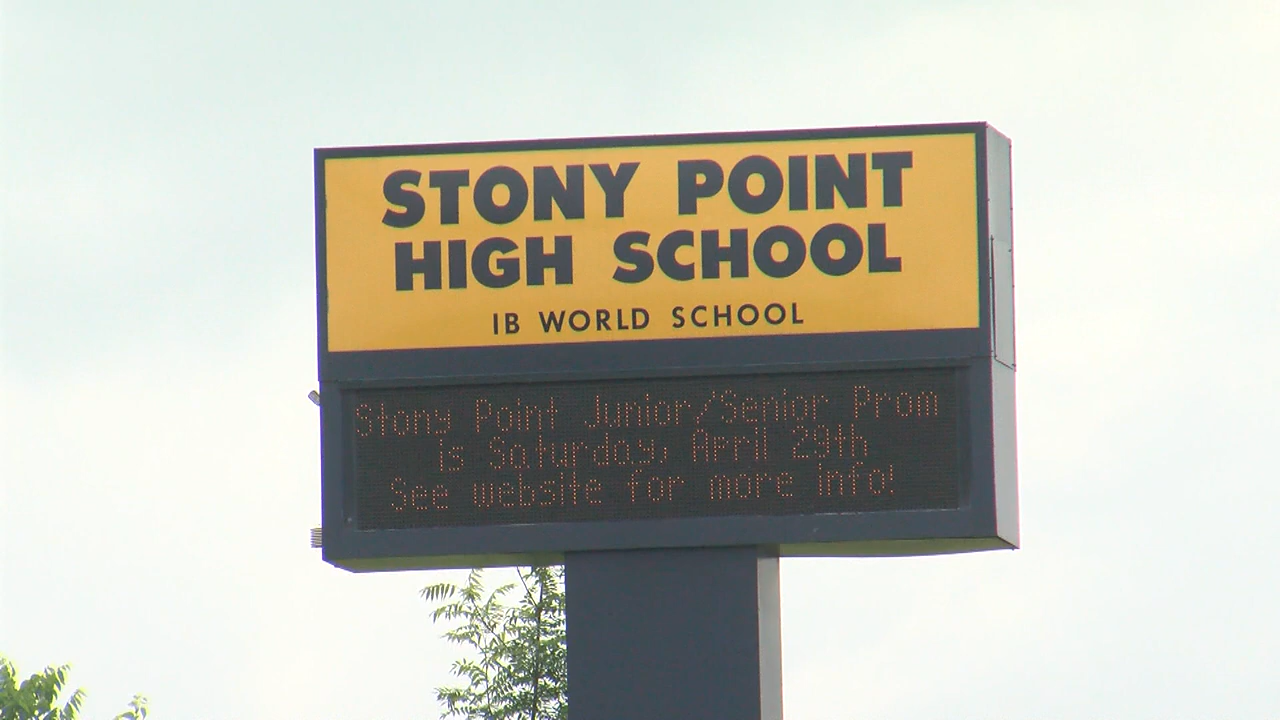 STONY POINT
HIGH SCHOOL
IB WORLD SCHOOL
Stony Point Junior/Senior Prom
is Saturday, April 29th
See website for more info!